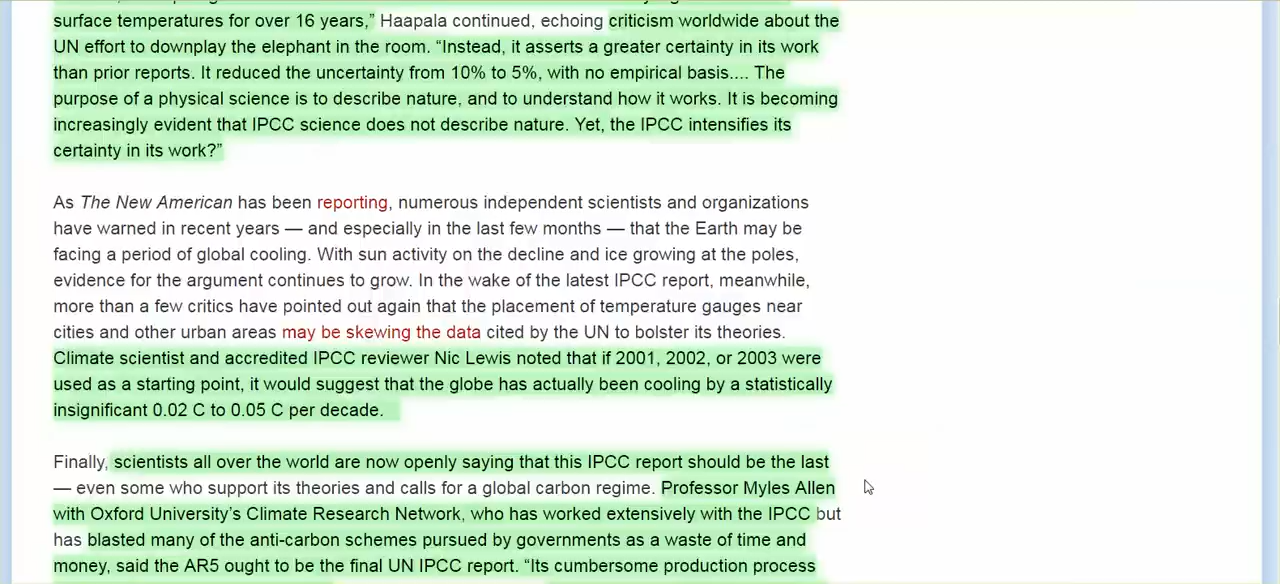 surface temperatures for over 16 years,” Haapala continued, echoing criticism worldwide about the
UN effort to downplay the elephant in the room. “Instead, it asserts a greater certainty in its work
than prior reports. It reduced the uncertainty from 10% to 5%, with no empirical basis.... The
purpose of a physical science is to describe nature, and to understand how it works. It is becoming
increasingly evident that IPCC science does not describe nature. Yet, the IPCC intensifies its
certainty in its work?”
As The New American has been reporting, numerous independent scientists and organizations
have warned in recent years — and especially in the last few months — that the Earth may be
facing a period of global cooling. With sun activity on the decline and ice growing at the poles,
evidence for the argument continues to grow. In the wake of the latest IPCC report, meanwhile,
more than a few critics have pointed out again that the placement of temperature gauges near
cities and other urban areas may be skewing the data cited by the UN to bolster its theories.
Climate scientist and accredited IPCC reviewer Nic Lewis noted that if 2001, 2002, or 2003 were
used as a starting point, it would suggest that the globe has actually been cooling by a statistically
insignificant 0.02 C to 0.05 C per decade.
Finally, scientists all over the world are now openly saying that this IPCC report should be the last
— even some who support its theories and calls for a global carbon regime. Professor Myles Allen
with Oxford University’s Climate Research Network, who has worked extensively with the IPCC but
has blasted many of the anti-carbon schemes pursued by governments as a waste of time and
money, said the AR5 ought to be the final UN IPCC report. “Its cumbersome production process